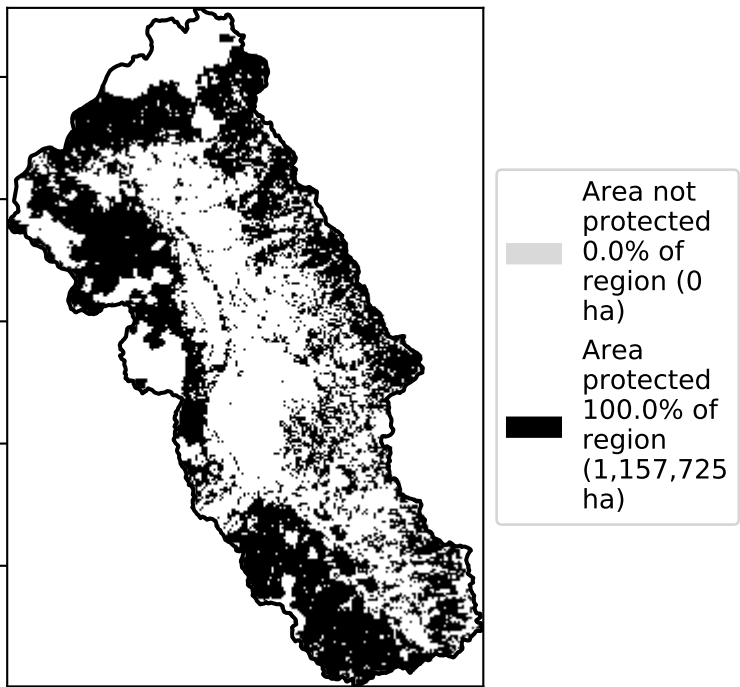 Area not
protected
0.0% of
region (0
ha)
Area
protected
100.0% of
region
(1,157,725
ha)